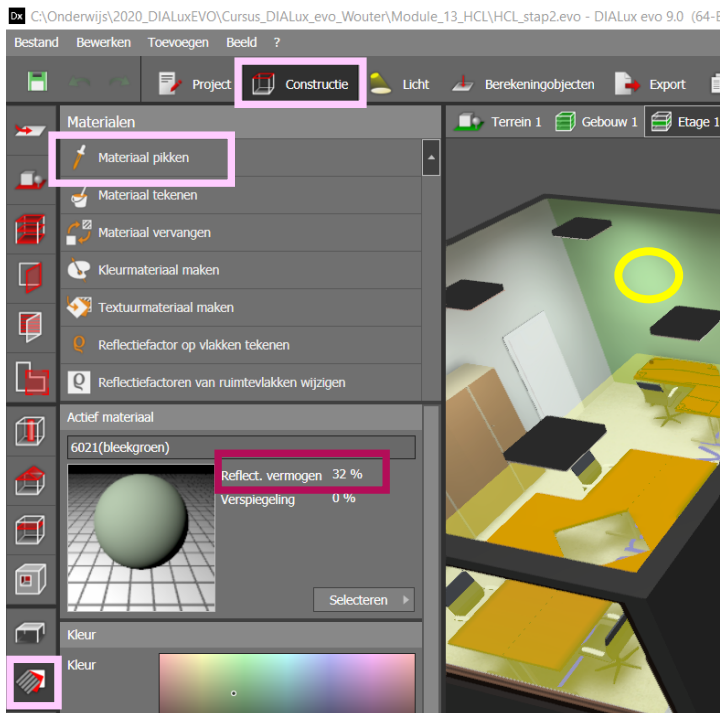 Dx C:\Onderwijs\2020_DIALuxEVO\Cursus_DIALux_evo_Wouter\Module_13_HCL\HCL_stap2.evo - DIALux evo 9.0 (64-
Bestand Bewerken Toevoegen Beeld ?
Project Constructie Licht Berekeningobjecten Export
Materialen
Terrein 1 Gebouw 1 Etage 1
Materiaal pikken
Materiaal tekenen
Materiaal vervangen
Kleurmateriaal maken
Textuurmateriaal maken
Reflectiefactor op vlakken tekenen
Reflectiefactoren van ruimtevlakken wijzigen
Actief materiaal
6021(bleekgroen)
Reflect. vermogen 32 %
Verspiegeling 0 %
Selecteren
Kleur
Kleur